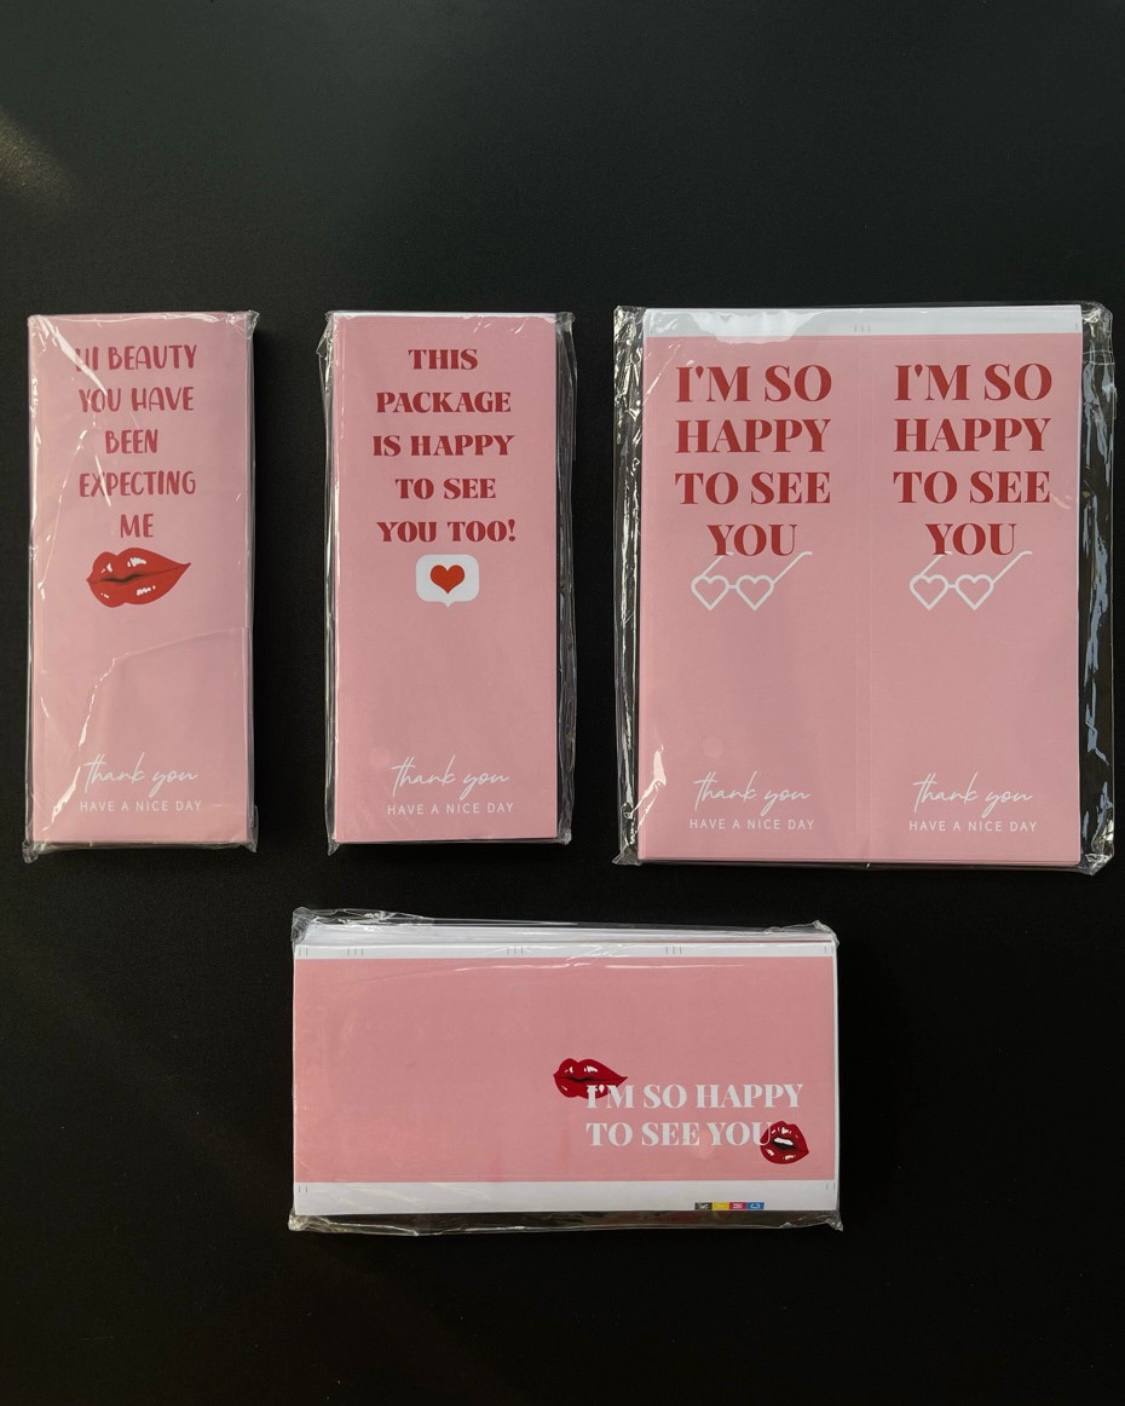 HI BEAUTY
YOU HAVE
BEEN
EXPECTING
ME
thank you
HAVE A NICE DAY
THIS
PACKAGE
IS HAPPY
TO SEE
YOU TOO!
thank you
HAVE A NICE DAY
I'M SO
HAPPY
TO SEE
YOU
thank you
HAVE A NICE DAY
I'M SO
HAPPY
TO SEE
YOU
thank you
HAVE A NICE DAY
I'M SO HAPPY
TO SEE YOU